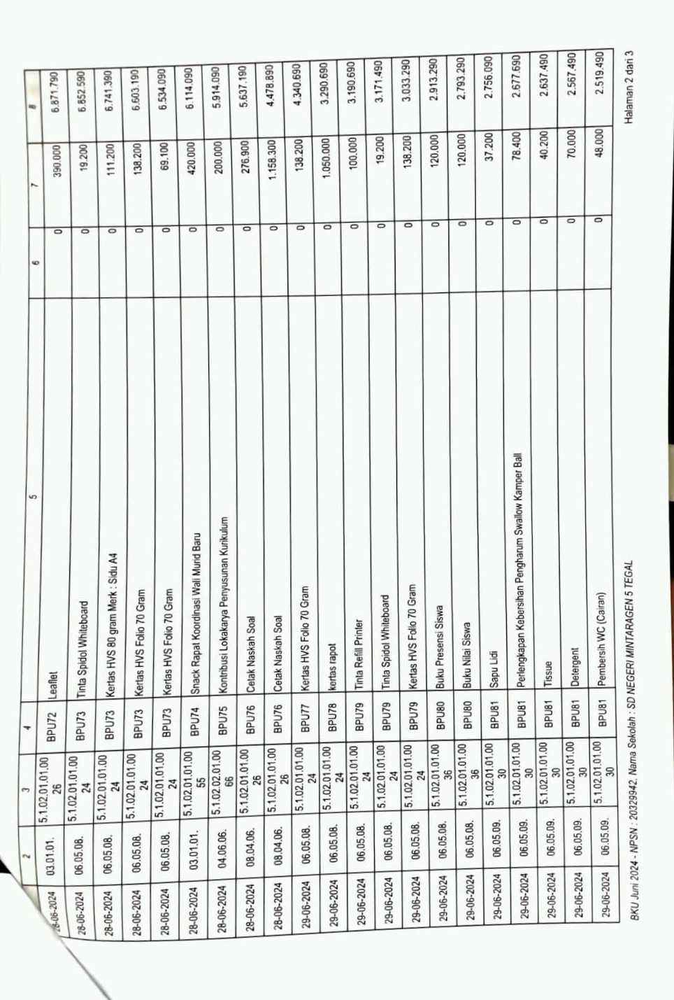 2 3 4 5 6 7 8
28-06-2024 03.01.01. 5.1.02.01.01.00 26 BPU72 Leaflet 0 390.000 6.871.790
28-06-2024 06.05.08. 5.1.02.01.01.00 24 BPU73 Tinta Spidol Whiteboard 0 19.200 6.852.590
28-06-2024 06.05.08. 5.1.02.01.01.00 24 BPU73 Kertas HVS 80 gram Merk : Sidu A4 0 111.200 6.741.390
28-06-2024 06.05.08. 5.1.02.01.01.00 24 BPU73 Kertas HVS Folio 70 Gram 0 138.200 6.603.190
28-06-2024 06.05.08. 5.1.02.01.01.00 24 BPU73 Kertas HVS Folio 70 Gram 0 69.100 6.534.090
28-06-2024 03.01.01. 5.1.02.01.01.00 55 BPU74 Snack Rapat Koordinasi Wali Murid Baru 0 420.000 6.114.090
28-06-2024 04.06.06. 5.1.02.02.01.00 66 BPU75 Kontribusi Lokakarya Penyusunan Kurikulum 0 200.000 5.914.090
28-06-2024 08.04.06. 5.1.02.01.01.00 26 BPU76 Cetak Naskah Soal 0 276.900 5.637.190
28-06-2024 08.04.06. 5.1.02.01.01.00 26 BPU76 Cetak Naskah Soal 0 1.158.300 4.478.890
29-06-2024 06.05.08. 5.1.02.01.01.00 24 BPU77 Kertas HVS Folio 70 Gram 0 138.200 4.340.690
29-06-2024 06.05.08. 5.1.02.01.01.00 24 BPU78 kertas rapot 0 1.050.000 3.290.690
29-06-2024 06.05.08. 5.1.02.01.01.00 24 BPU79 Tinta Refill Printer 0 100.000 3.190.690
29-06-2024 06.05.08. 5.1.02.01.01.00 24 BPU79 Tinta Spidol Whiteboard 0 19.200 3.171.490
29-06-2024 06.05.08. 5.1.02.01.01.00 24 BPU79 Kertas HVS Folio 70 Gram 0 138.200 3.033.290
29-06-2024 06.05.08. 5.1.02.01.01.00 36 BPU80 Buku Presensi Siswa 0 120.000 2.913.290
29-06-2024 06.05.08. 5.1.02.01.01.00 36 BPU80 Buku Nilai Siswa 0 120.000 2.793.290
29-06-2024 06.05.09. 5.1.02.01.01.00 30 BPU81 Sapu Lidi 0 37.200 2.756.090
29-06-2024 06.05.09. 5.1.02.01.01.00 30 BPU81 Perlengkapan Kebersihan Pengharum Swallow Kamper Ball 0 78.400 2.677.690
29-06-2024 06.05.09. 5.1.02.01.01.00 30 BPU81 Tissue 0 40.200 2.637.490
29-06-2024 06.05.09. 5.1.02.01.01.00 30 BPU81 Detergent 0 70.000 2.567.490
29-06-2024 06.05.09. 5.1.02.01.01.00 30 BPU81 Pembersih WC (Cairan) 0 48.000 2.519.490
BKU Juni 2024 - NPSN : 20329942, Nama Sekolah : SD NEGERI MINTARAGEN 5 TEGAL
Halaman 2 dari 3